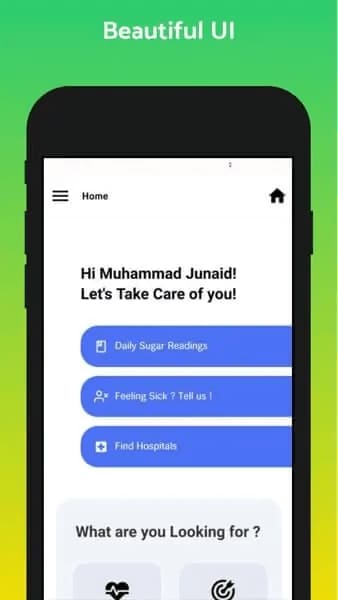 Beautiful UI
Home
Hi Muhammad Junaid!
Let's Take Care of you!
Daily Sugar Readings
Feeling Sick ? Tell us !
Find Hospitals
What are you Looking for ?